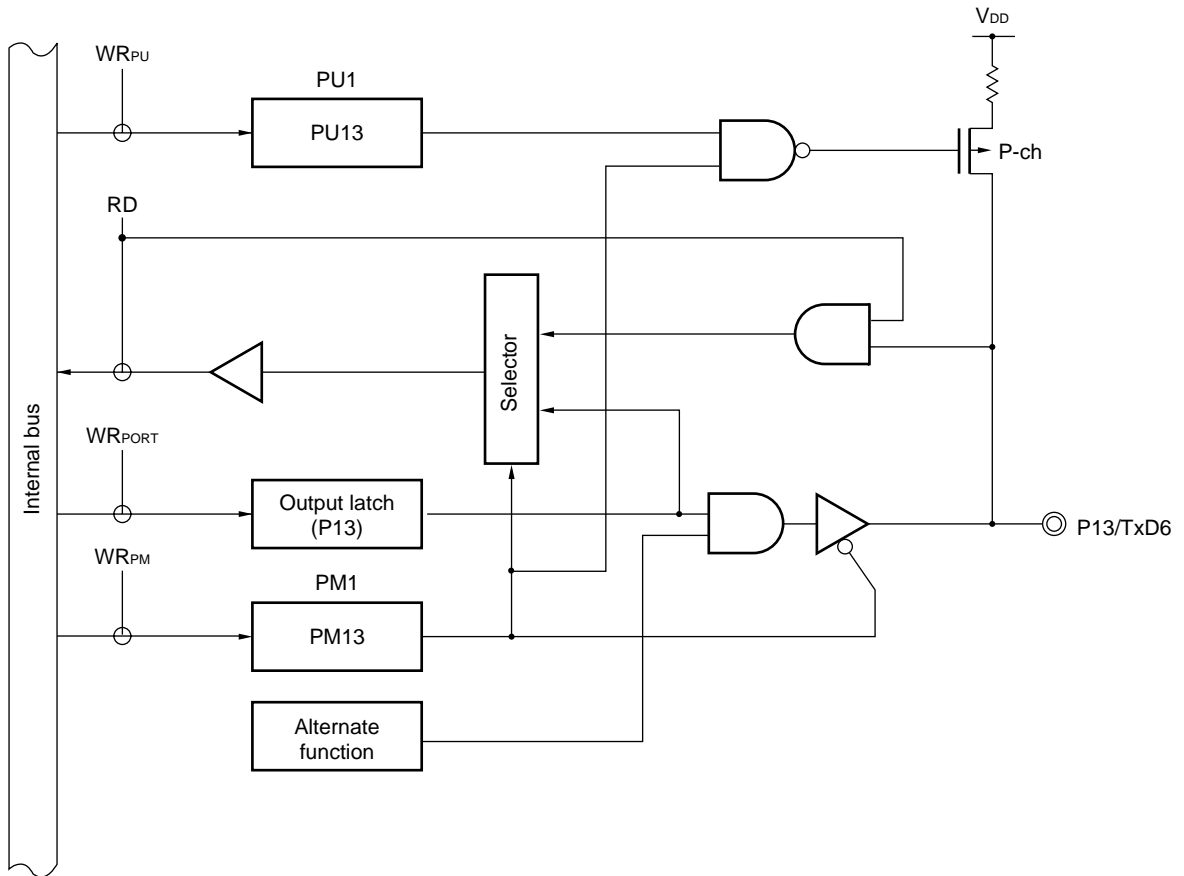 VDD
WRPU
PU1
PU13
P-ch
RD
Selector
Internal bus
WRPORT
Output latch
(P13)
P13/TxD6
WRPM
PM1
PM13
Alternate
function